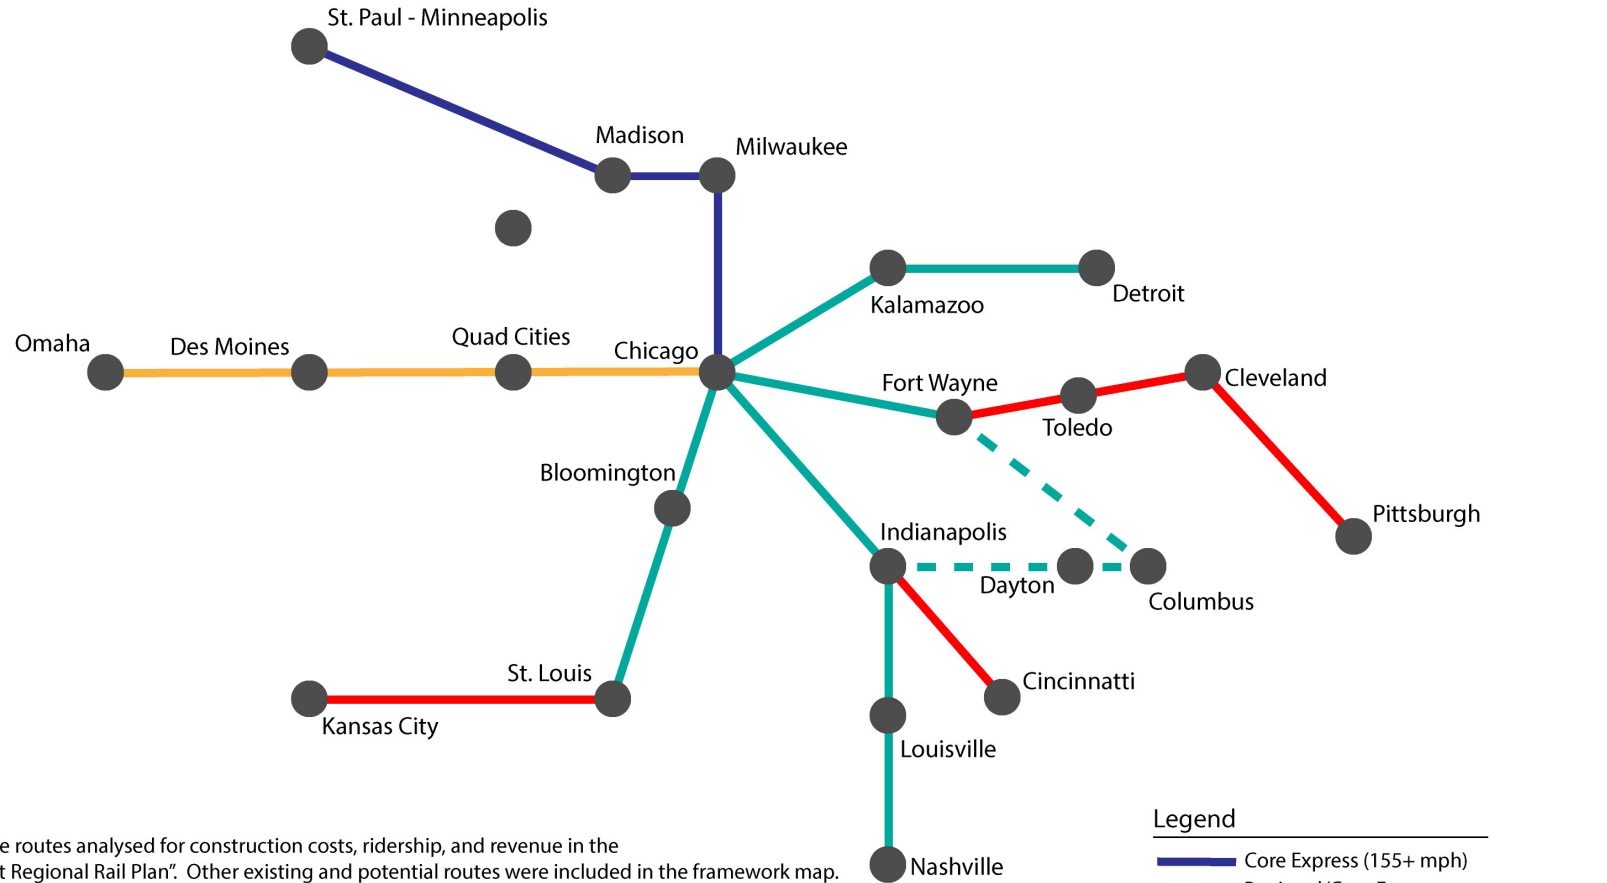 St. Paul - Minneapolis
Madison
Milwaukee
Kalamazoo
Detroit
Omaha
Des Moines
Quad Cities
Chicago
Fort Wayne
Cleveland
Toledo
Bloomington
Pittsburgh
Indianapolis
Dayton
Columbus
St. Louis
Kansas City
Cincinnatti
Louisville
Nashville
routes analysed for construction costs, ridership, and revenue in the
Regional Rail Plan”. Other existing and potential routes were included in the framework map.
Legend
Core Express (155+ mph)